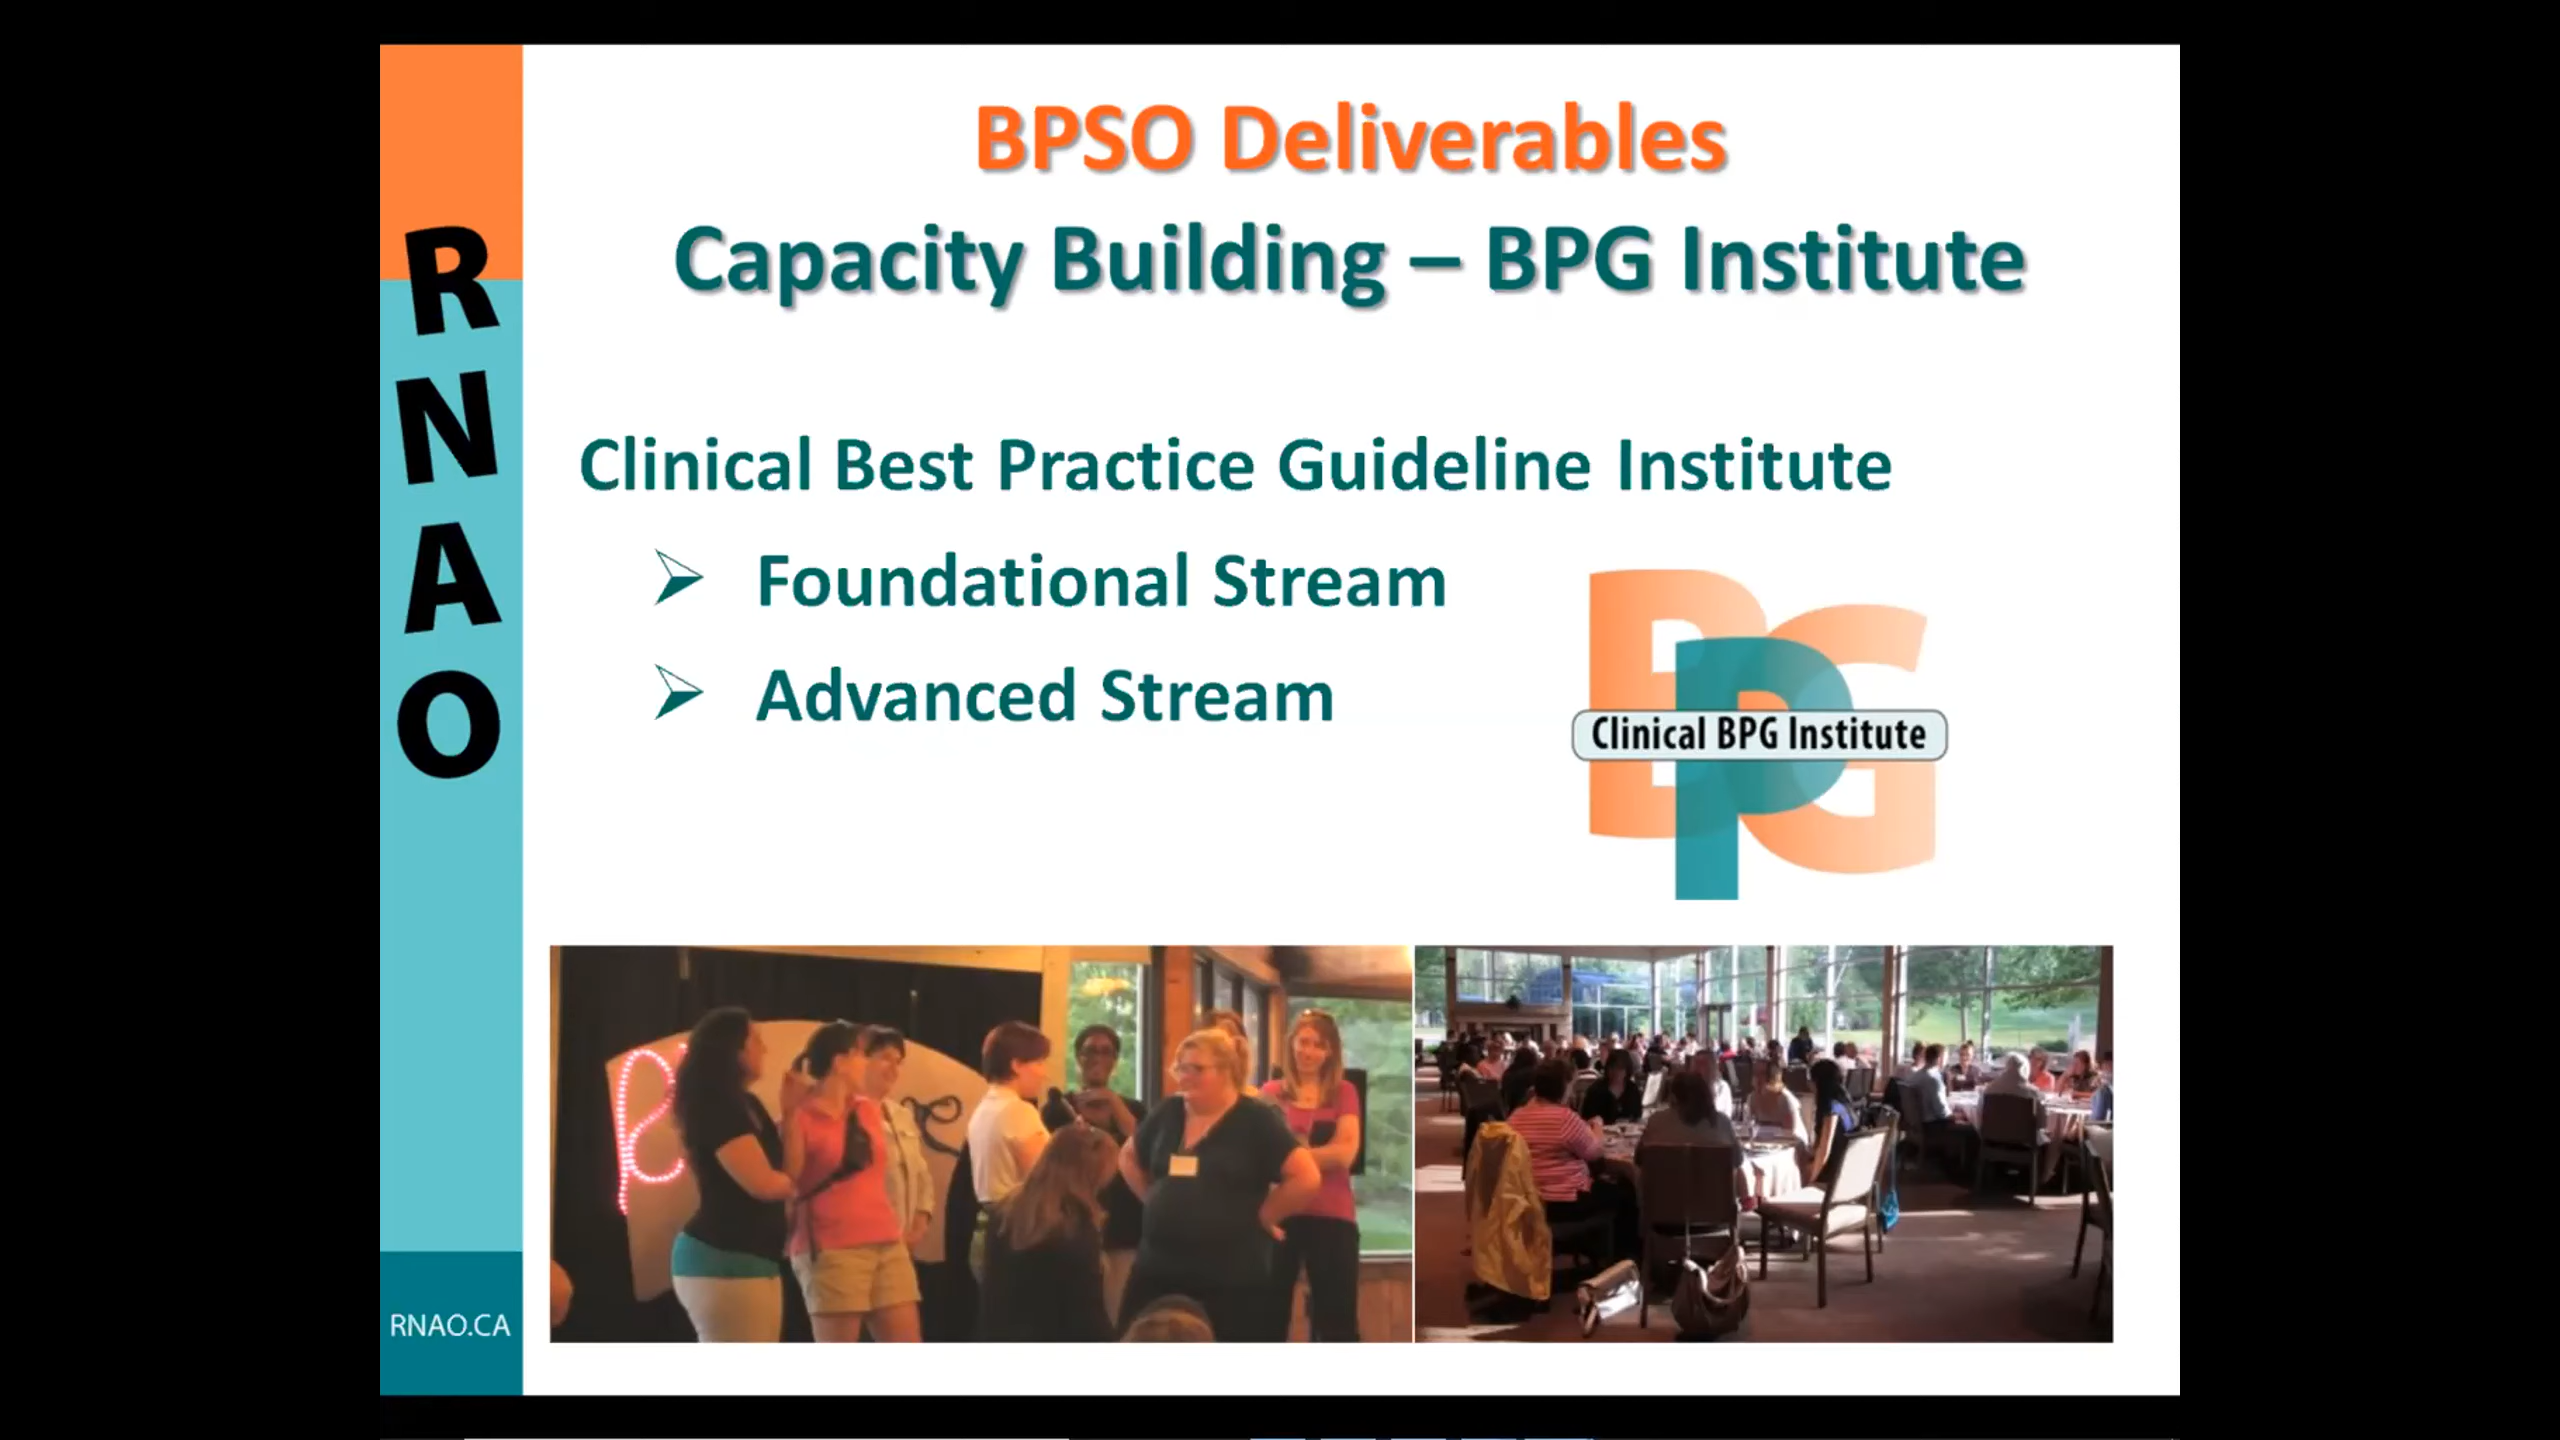 BPSO Deliverables
Capacity Building – BPG Institute
RNAO
Clinical Best Practice Guideline Institute
Foundational Stream
Advanced Stream
BPG
Clinical BPG Institute
RNAO.CA